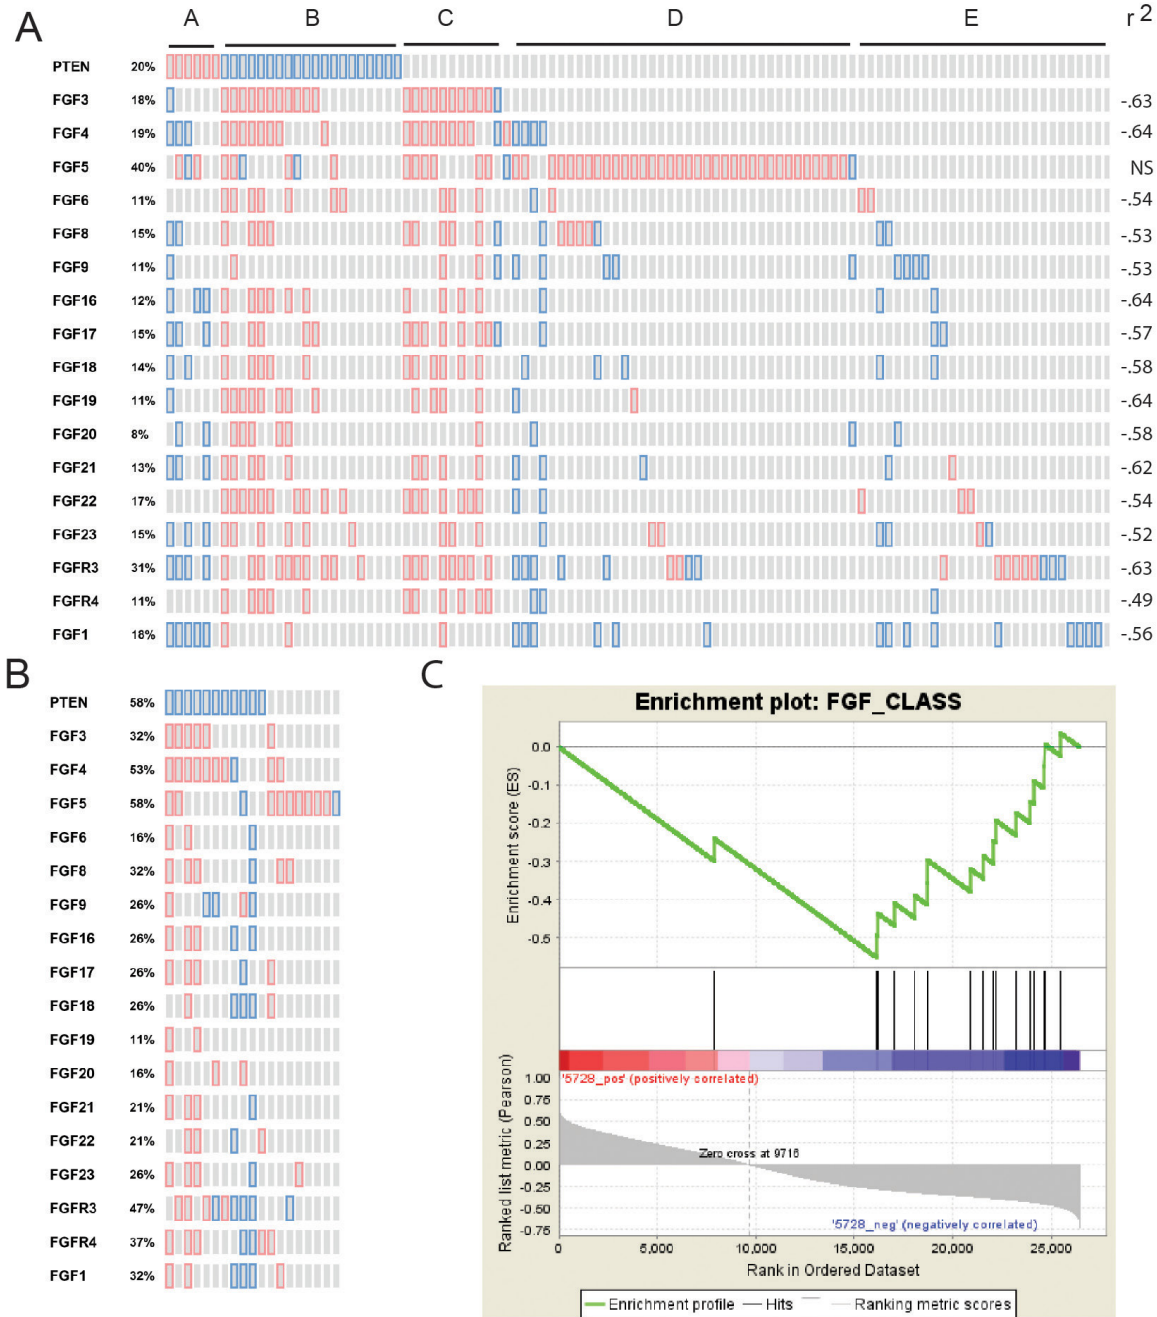 A B C D E r 2
A
PTEN 20%
FGF3 18% -.63
FGF4 19% -.64
FGF5 40% NS
FGF6 11% -.54
FGF8 15% -.53
FGF9 11% -.53
FGF16 12% -.64
FGF17 15% -.57
FGF18 14% -.58
FGF19 11% -.64
FGF20 8% -.58
FGF21 13% -.62
FGF22 17% -.54
FGF23 15% -.52
FGFR3 31% -.63
FGFR4 11% -.49
FGF1 18% -.56
B
PTEN 58%
FGF3 32%
FGF4 53%
FGF5 58%
FGF6 16%
FGF8 32%
FGF9 26%
FGF16 26%
FGF17 26%
FGF18 26%
FGF19 11%
FGF20 16%
FGF21 21%
FGF22 21%
FGF23 26%
FGFR3 47%
FGFR4 37%
FGF1 32%
C
Enrichment plot: FGF_CLASS
Enrichment score (ES)
0.0
-0.1
-0.2
-0.3
-0.4
-0.5
'5728_pos' (positively correlated)
Ranked list metric (Pearson)
1.00
0.75
0.50
0.25
0.00
-0.25
-0.50
-0.75
Zero cross at 9716
'5728_neg' (negatively correlated)
0 5,000 10,000 15,000 20,000 25,000
Rank in Ordered Dataset
Enrichment profile Hits Ranking metric scores